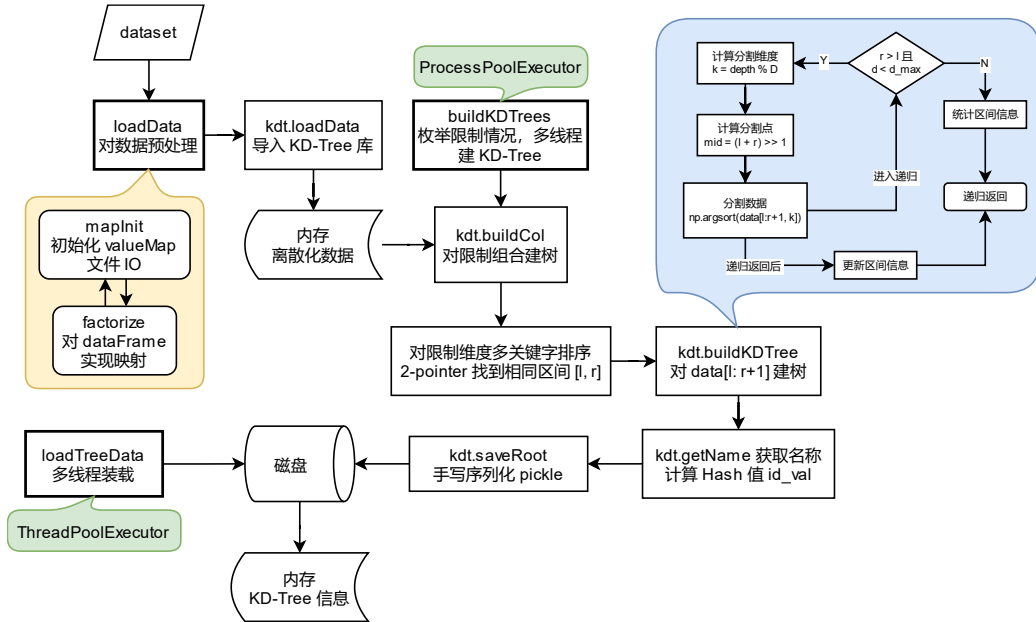 dataset
loadData
对数据预处理
kdt.loadData
导入 KD-Tree 库
mapInit
初始化 valueMap
文件 IO
factorize
对 dataFrame
实现映射
内存
离散化数据
ProcessPoolExecutor
buildKDTrees
枚举限制情况，多线程
建 KD-Tree
kdt.buildCol
对限制组合建树
对限制维度多关键字排序
2-pointer 找到相同区间 [l, r]
kdt.buildKDTree
对 data[l: r+1] 建树
计算分割维度
k = depth % D
Y
r > l 且
d < d_max
N
计算分割点
mid = (l + r) >> 1
统计区间信息
进入递归
分割数据
np.argsort(data[l:r+1, k])
递归返回
递归返回后
更新区间信息
kdt.getName 获取名称
计算 Hash 值 id_val
kdt.saveRoot
手写序列化 pickle
磁盘
loadTreeData
多线程装载
ThreadPoolExecutor
内存
KD-Tree 信息